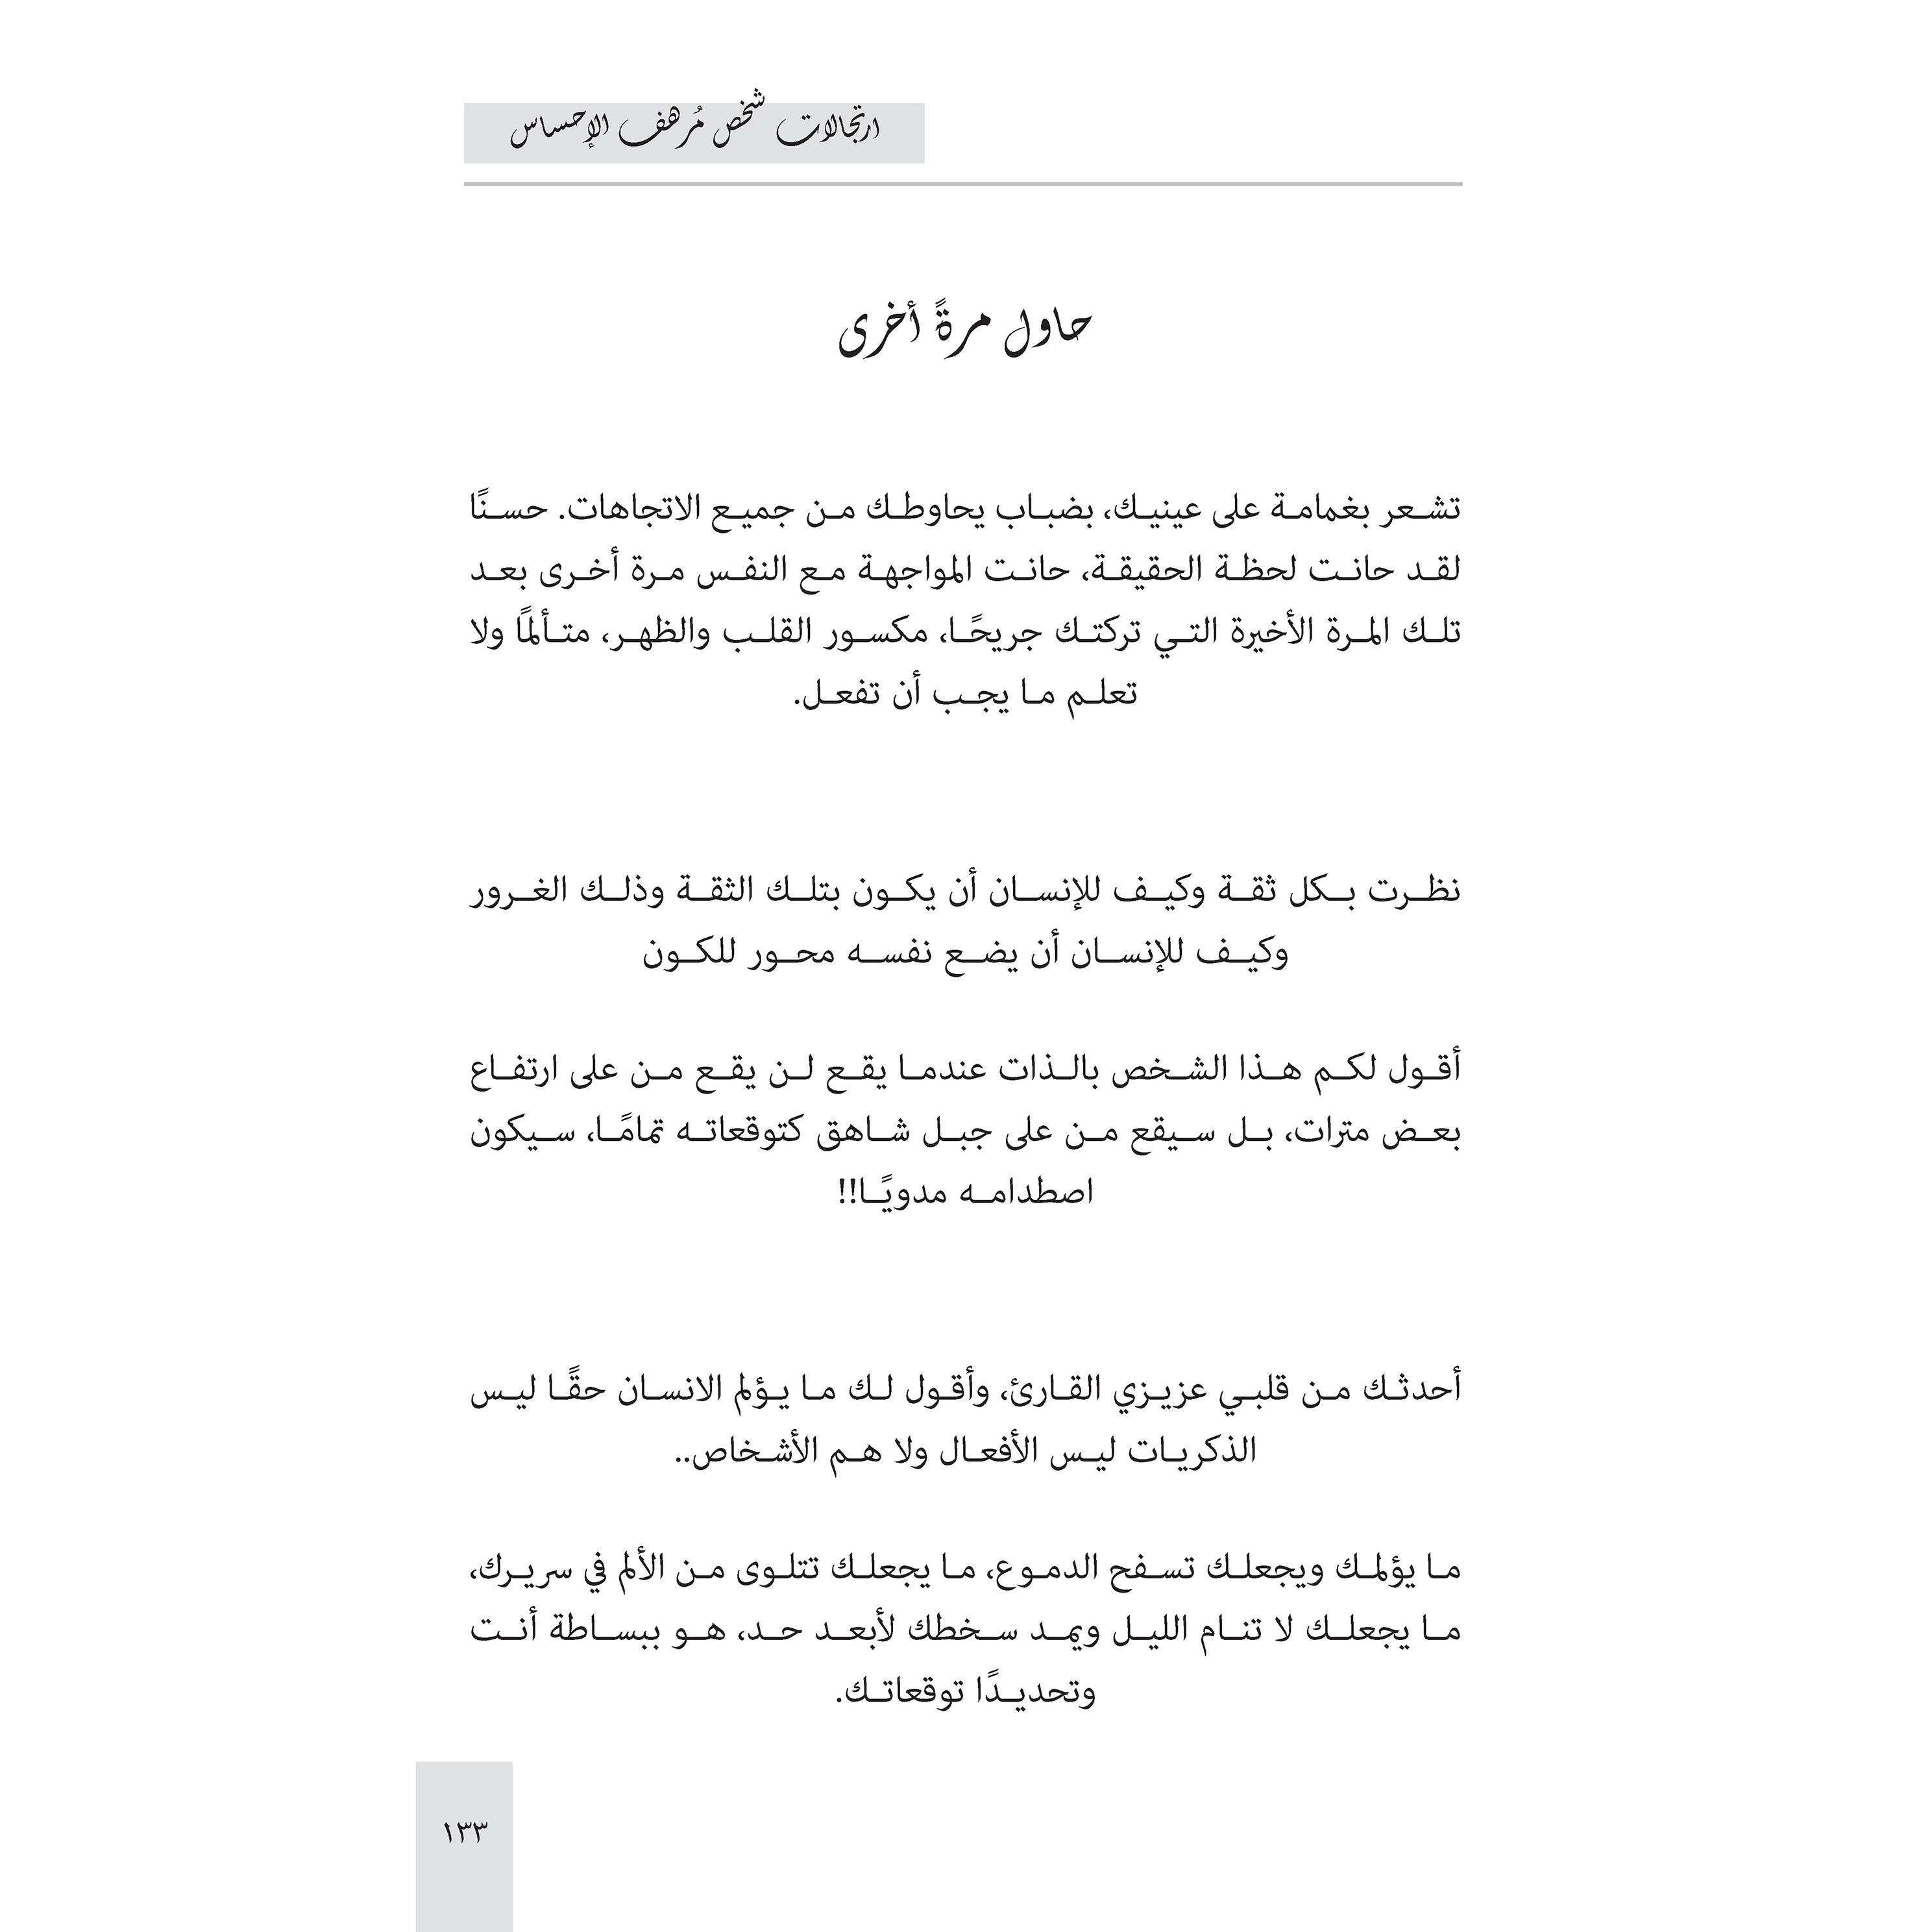 ارتجالات شخص مُرهف الإحساس
حاول مرةً أخرى
تشعر بغمامة على عينيك، بضباب يحاوطك من جميع الاتجاهات. حسنًا
لقد حانت لحظة الحقيقة، حانت المواجهة مع النفس مرة أخرى بعد
تلك المرة الأخيرة التي تركتك جريحًا، مكسور القلب والظهر، متألمًا ولا
تعلم ما يجب أن تفعل.
نظرت بكل ثقة وكيف للإنسان أن يكون بتلك الثقة وذلك الغرور
وكيف للإنسان أن يضع نفسه محور للكون
أقول لكم هذا الشخص بالذات عندما يقع لن يقع من على ارتفاع
بعض مترات، بل سيقع من على جبل شاهق كتوقعاته تمامًا، سيكون
اصطدامه مدويًا!!
أحدثك من قلبي عزيزي القارئ، وأقول لك ما يؤلم الانسان حقًا ليس
الذكريات ليس الأفعال ولا هم الأشخاص..
ما يؤلمك ويجعلك تسفح الدموع، ما يجعلك تتلوى من الألم في سريرك،
ما يجعلك لا تنام الليل ويمد سخطك لأبعد حد، هو ببساطة أنت
وتحديدًا توقعاتك.
١٣٣